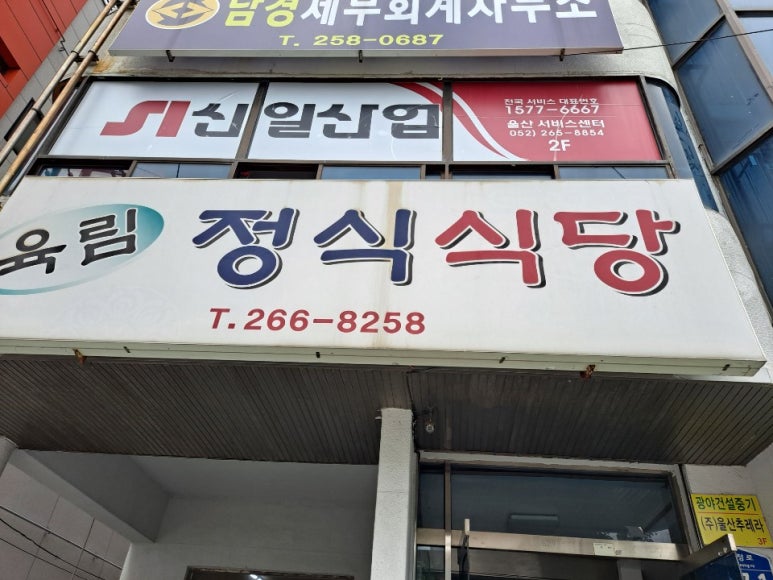 남경세무회계사무소
T. 258-0687
SI 신일산업
전국 서비스 대표번호
1577-6667
울산 서비스센터
052) 265-8854
2F
육림 정식식당
T. 266-8258
광야건설중기
(주)울산추레라
3F